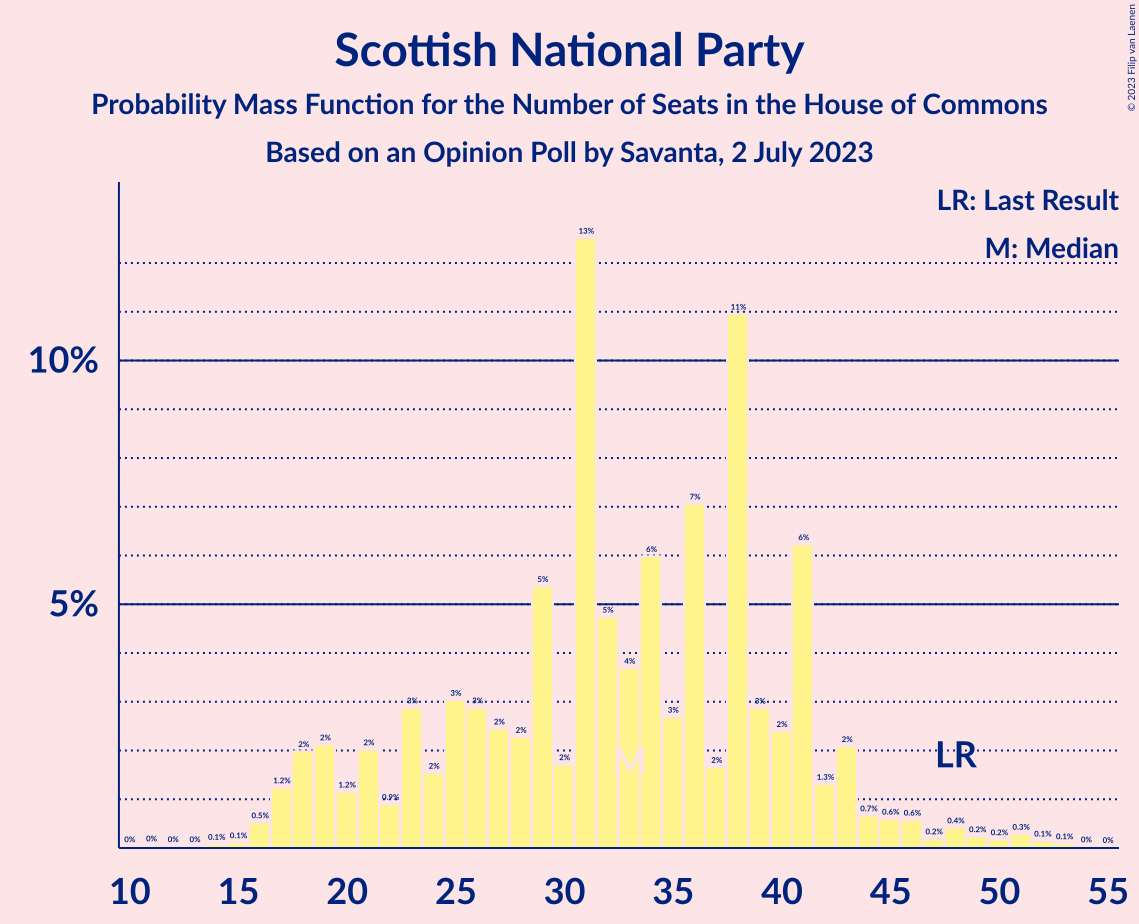 Scottish National Party
Probability Mass Function for the Number of Seats in the House of Commons
Based on an Opinion Poll by Savanta, 2 July 2023
© 2023 Filip van Laenen
LR: Last Result
M: Median
10%
5%
0% 0% 0% 0% 0.1% 0.1% 0.5% 1.2% 2% 2% 1.2% 2% 0.9% 3% 2% 3% 3% 2% 2% 5% 2% 13% 5% 4% 6% 3% 7% 2% 11% 3% 2% 6% 1.3% 2% 0.7% 0.6% 0.6% 0.2% 0.4% 0.2% 0.2% 0.3% 0.1% 0.1% 0% 0%
M
LR
10 15 20 25 30 35 40 45 50 55